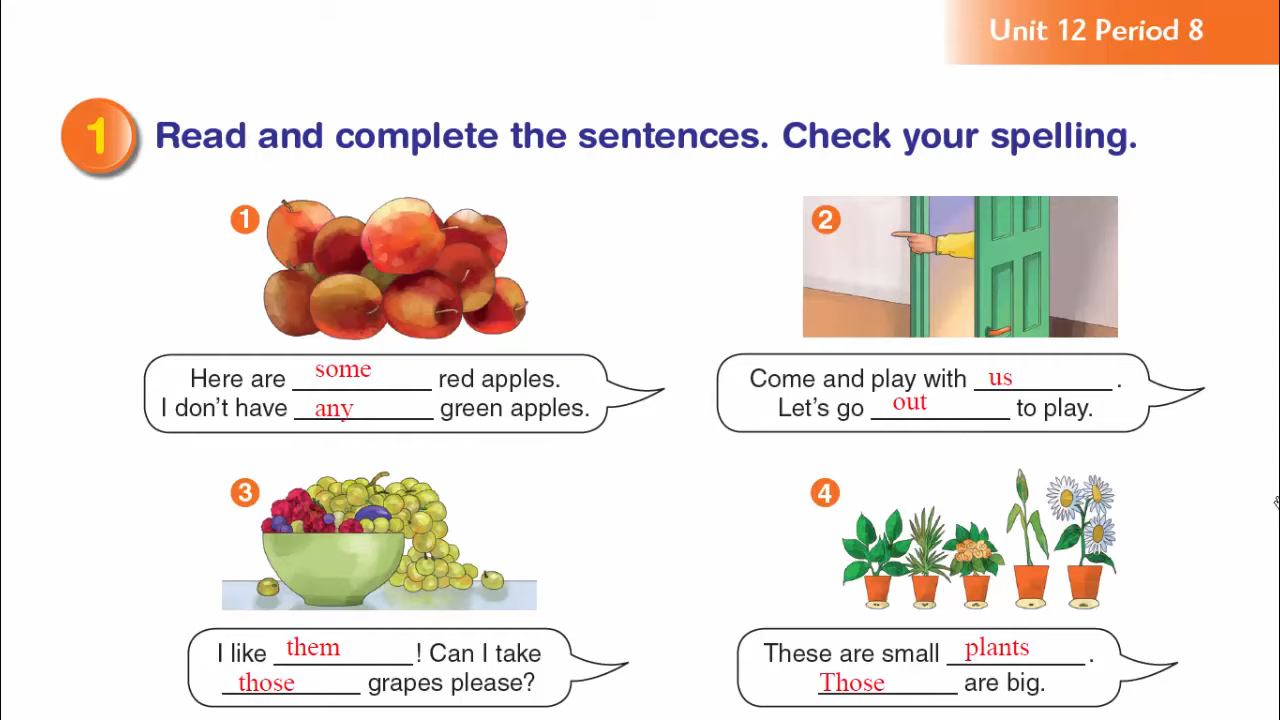 Unit 12 Period 8
1 Read and complete the sentences. Check your spelling.
1
Here are some red apples.
I don't have any green apples.
2
Come and play with us.
Let's go out to play.
3
I like them! Can I take
those grapes please?
4
These are small plants.
Those are big.